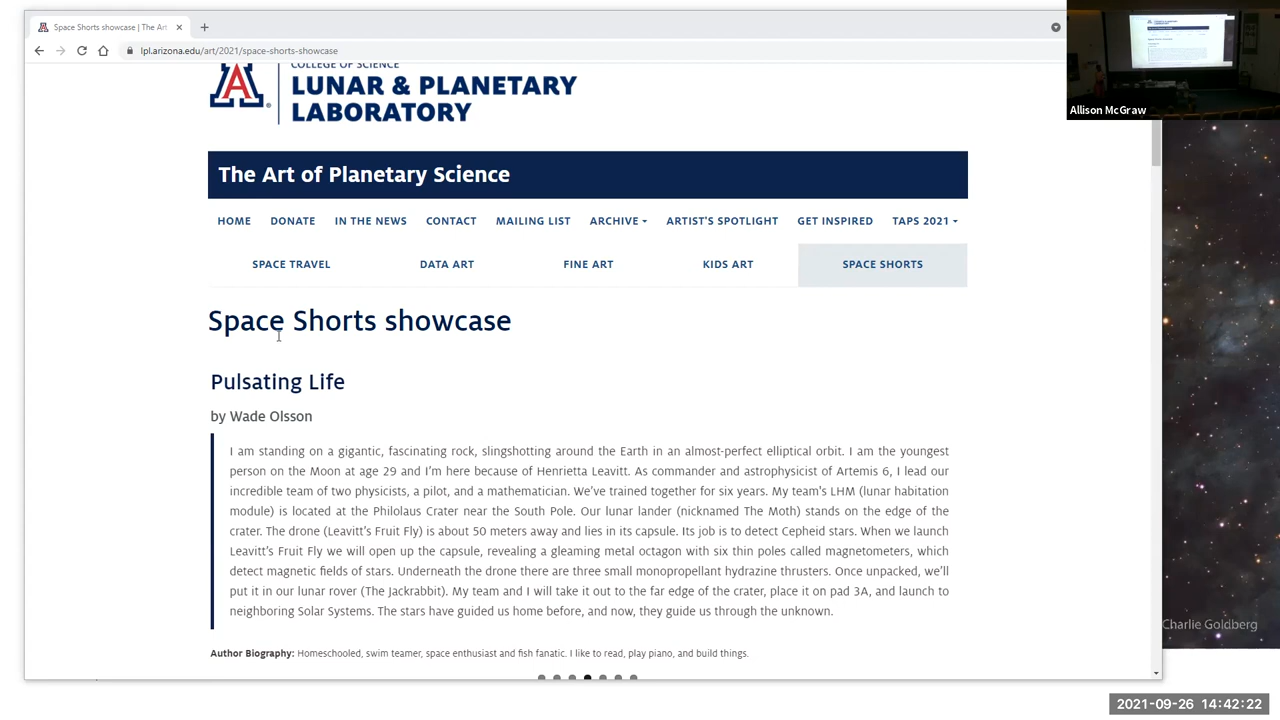 Space Shorts showcase | The Art
lpl.arizona.edu/art/2021/space-shorts-showcase
Allison McGraw
COLLEGE OF SCIENCE
LUNAR & PLANETARY
LABORATORY
The Art of Planetary Science
HOME DONATE IN THE NEWS CONTACT MAILING LIST ARCHIVE ARTIST'S SPOTLIGHT GET INSPIRED TAPS 2021
SPACE TRAVEL DATA ART FINE ART KIDS ART SPACE SHORTS
Space Shorts showcase
Pulsating Life
by Wade Olsson
I am standing on a gigantic, fascinating rock, slingshotting around the Earth in an almost-perfect elliptical orbit. I am the youngest
person on the Moon at age 29 and I'm here because of Henrietta Leavitt. As commander and astrophysicist of Artemis 6, I lead our
incredible team of two physicists, a pilot, and a mathematician. We've trained together for six years. My team's LHM (lunar habitation
module) is located at the Philolaus Crater near the South Pole. Our lunar lander (nicknamed The Moth) stands on the edge of the
crater. The drone (Leavitt's Fruit Fly) is about 50 meters away and lies in its capsule. Its job is to detect Cepheid stars. When we launch
Leavitt's Fruit Fly we will open up the capsule, revealing a gleaming metal octagon with six thin poles called magnetometers, which
detect magnetic fields of stars. Underneath the drone there are three small monopropellant hydrazine thrusters. Once unpacked, we'll
put it in our lunar rover (The Jackrabbit). My team and I will take it out to the far edge of the crater, place it on pad 3A, and launch to
neighboring Solar Systems. The stars have guided us home before, and now, they guide us through the unknown.
Charlie Goldberg
Author Biography: Homeschooled, swim teamer, space enthusiast and fish fanatic. I like to read, play piano, and build things.
2021-09-26 14:42:22